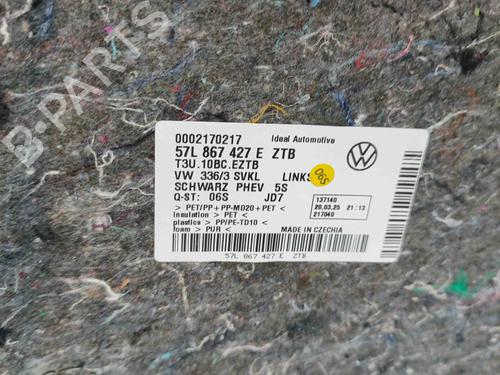 0002170217 Ideal Automotive
57L 867 427 E ZTB
T3U.10BC.EZTB
VW 336/3 SVKL LINKS
06S
SCHWARZ PHEV 5S
Q-ST: 06S JD7
137140
20.03.25 21:13
217040
> PET/PP+PP-MD20+PET <
insulation > PET <
plastics > PP/PE-TD10 <
foam > PUR <
MADE IN CZECHIA
57L 867 427 E ZTB